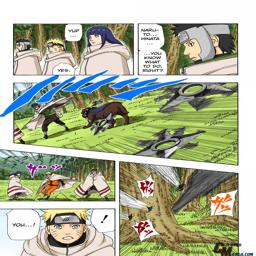 NARU-
TO...
HINATA
...
YOU
KNOW
WHAT
TO DO,
RIGHT?
YUP
YES.
YOU...!